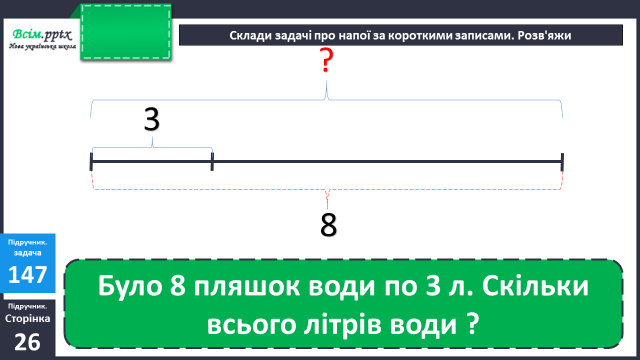 Всім.pptx
Нова українська школа
Склади задачі про напої за короткими записами. Розв'яжи
?
3
8
Підручник.
задача
147
Підручник.
Сторінка
26
Було 8 пляшок води по 3 л. Скільки
всього літрів води ?